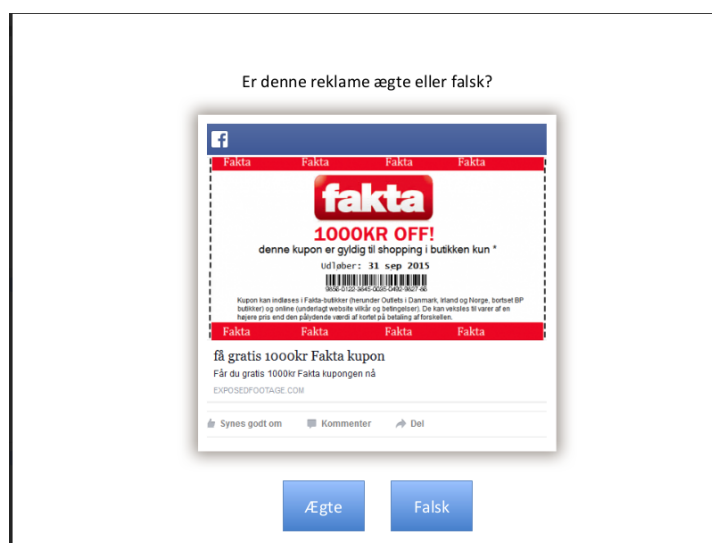 Er denne reklame ægte eller falsk?
Fakta Fakta Fakta Fakta
fakta
1000KR OFF!
denne kupon er gyldig til shopping i butikken kun *
Udløber: 31 sep 2015
Kupon kan indløses i Fakta-butikker (herunder Outlets i Danmark, Irland og Norge, bortset BP
butikker) og online (underlagt website vilkår og betingelser). De kan veksles til varer af en
højere pris end den pålydende værdi af kortet på betaling af forskellen.
Fakta Fakta Fakta Fakta
få gratis 1000kr Fakta kupon
Får du gratis 1000kr Fakta kupongen nå
EXPOSEDFOOTAGE.COM
Synes godt om Kommenter Del
Ægte Falsk